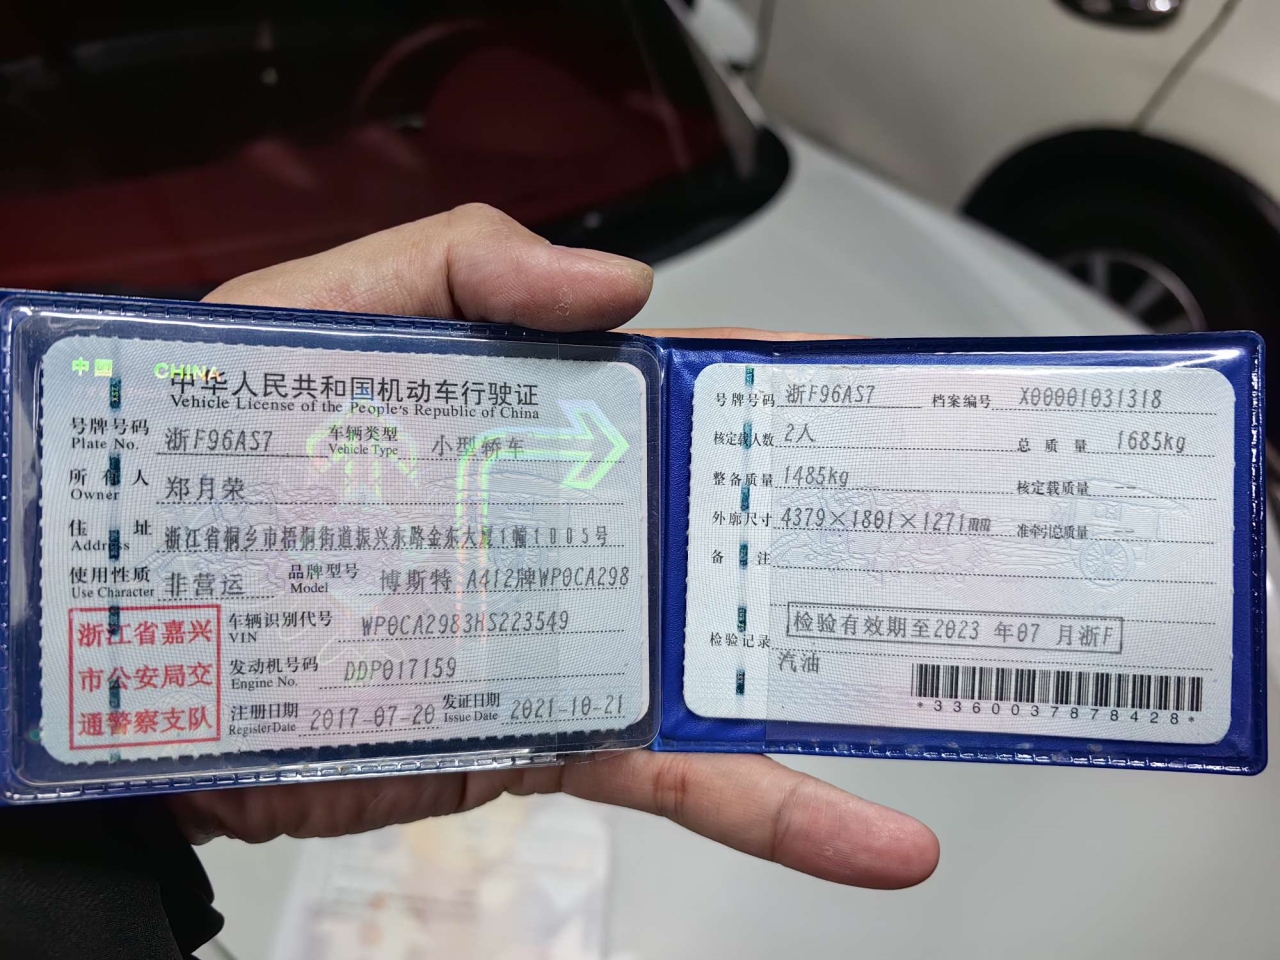 中国 CHINA
中华人民共和国机动车行驶证
Vehicle License of the People's Republic of China
号牌号码 浙F96AS7 车辆类型 小型轿车
Plate No. Vehicle Type
所有人 郑月荣
Owner
住址 浙江省桐乡市梧桐街道振兴东路金东大厦1幢1005号
Address
使用性质 非营运 品牌型号 博斯特 A412牌WP0CA298
Use Character Model
浙江省嘉兴
市公安局交
通警察支队
车辆识别代号 WP0CA2983HS223549
VIN
发动机号码 DDP017159
Engine No.
注册日期 2017-07-20 发证日期 2021-10-21
Register Date Issue Date
号牌号码 浙F96AS7 档案编号 X00001031318
核定载人数 2人 总质量 1685kg
整备质量 1485kg 核定载质量 --
外廓尺寸 4379×1801×1271mm 准牵引总质量 --
备注
检验记录 检验有效期至2023 年07 月浙F
汽油
*3360037878428*